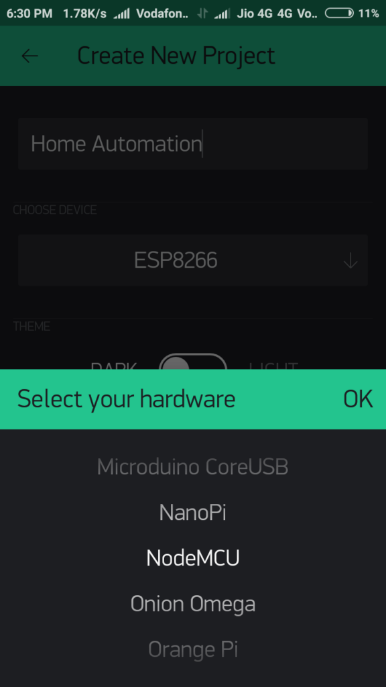 6:30 PM 1.78K/s Vodafon.. Jio 4G 4G Vo.. 11%
Create New Project
Home Automation
CHOOSE DEVICE
ESP8266
THEME
DARK LIGHT
Select your hardware OK
Microduino CoreUSB
NanoPi
NodeMCU
Onion Omega
Orange Pi